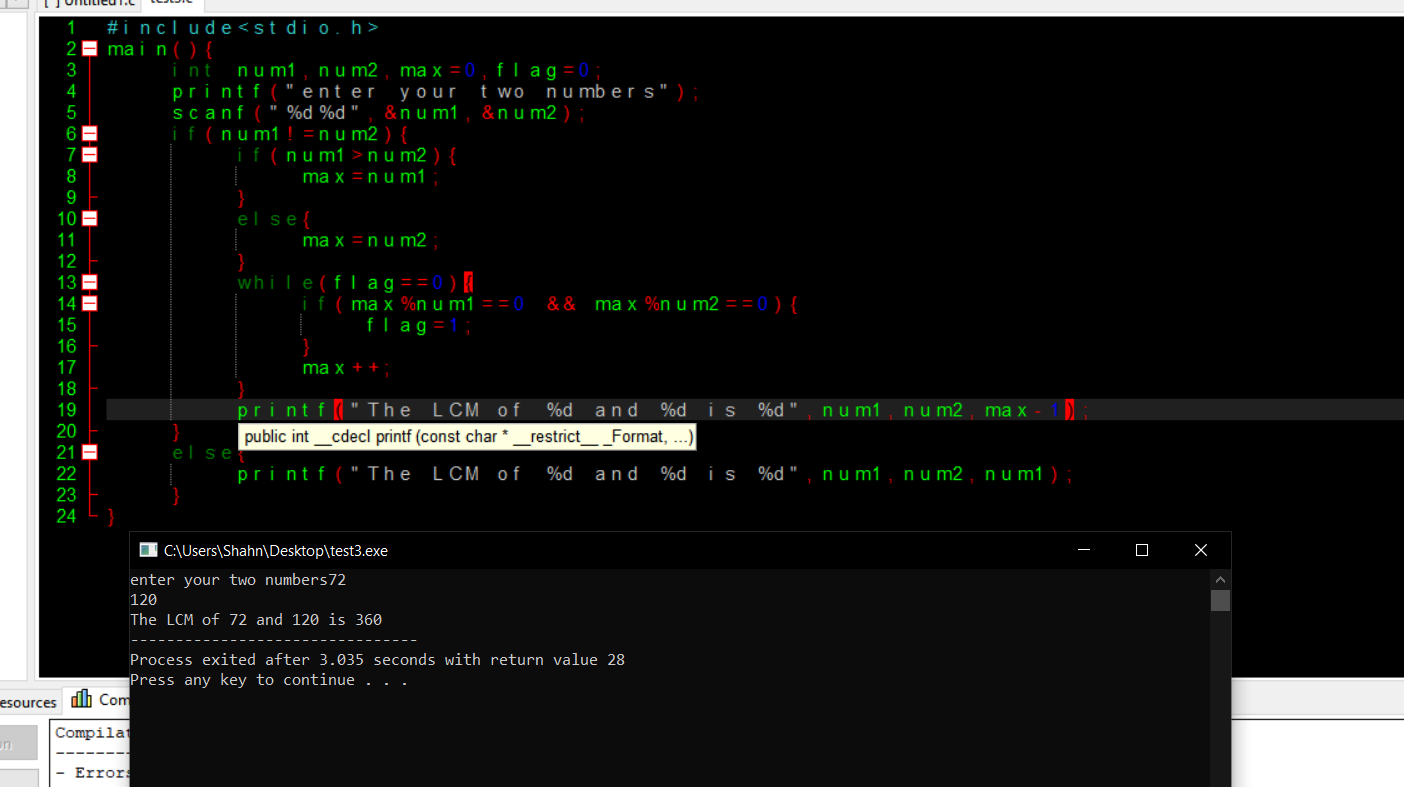 [ ] Untitled1.c test3.c
1 #include<stdio.h>
2 main(){
3 int num1,num2,max=0,flag=0;
4 printf("enter your two numbers");
5 scanf("%d%d",&num1,&num2);
6 if(num1!=num2){
7 if(num1>num2){
8 max=num1;
9 }
10 else{
11 max=num2;
12 }
13 while(flag==0){
14 if(max%num1==0 && max%num2==0){
15 flag=1;
16 }
17 max++;
18 }
19 printf("The LCM of %d and %d is %d",num1,num2,max-1);
20 }
public int __cdecl printf (const char * __restrict__ _Format, ...)
21 else{
22 printf("The LCM of %d and %d is %d",num1,num2,num1);
23 }
24 }
C:\Users\Shahn\Desktop\test3.exe
enter your two numbers72
120
The LCM of 72 and 120 is 360
--------------------------------
Process exited after 3.035 seconds with return value 28
Press any key to continue . . .
esources Com
on Compilat
--------
- Errors